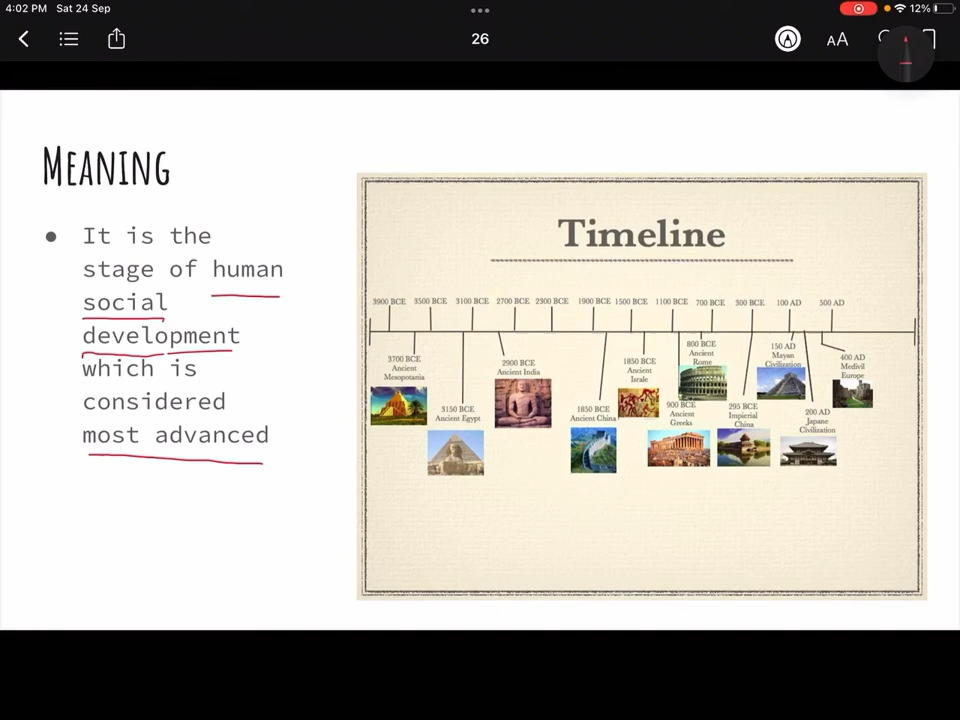 4:02 PM Sat 24 Sep
12%
26
AA
MEANING
● It is the
stage of human
social
development
which is
considered
most advanced
Timeline
3900 BCE 3500 BCE 3100 BCE 2700 BCE 2300 BCE 1900 BCE 1500 BCE 1100 BCE 700 BCE 300 BCE 100 AD 500 AD
3700 BCE
Ancient
Mesopotania
3150 BCE
Ancient Egypt
2900 BCE
Ancient India
1850 BCE
Ancient China
1850 BCE
Ancient
Israle
800 BCE
Ancient
Rome
900 BCE
Ancient
Greeks
295 BCE
Impierial
China
150 AD
Mayan
Civilization
200 AD
Japane
Civilization
400 AD
Medivil
Europe